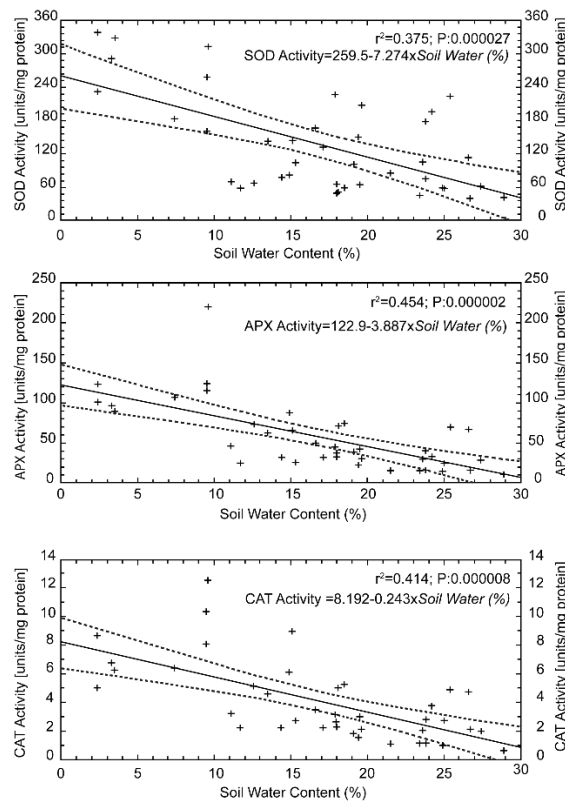 360 360
r²=0.375; P:0.000027
SOD Activity=259.5-7.274xSoil Water (%)
300 300
240 240
180 180
120 120
60 60
0 0
SOD Activity [units/mg protein] SOD Activity [units/mg protein]
0 5 10 15 20 25 30
Soil Water Content (%)
250 250
r²=0.454; P:0.000002
APX Activity=122.9-3.887xSoil Water (%)
200 200
150 150
100 100
50 50
0 0
APX Activity [units/mg protein] APX Activity [units/mg protein]
0 5 10 15 20 25 30
Soil Water Content (%)
14 14
r²=0.414; P:0.000008
CAT Activity =8.192-0.243xSoil Water (%)
12 12
10 10
8 8
6 6
4 4
2 2
0 0
CAT Activity [units/mg protein] CAT Activity [units/mg protein]
0 5 10 15 20 25 30
Soil Water Content (%)